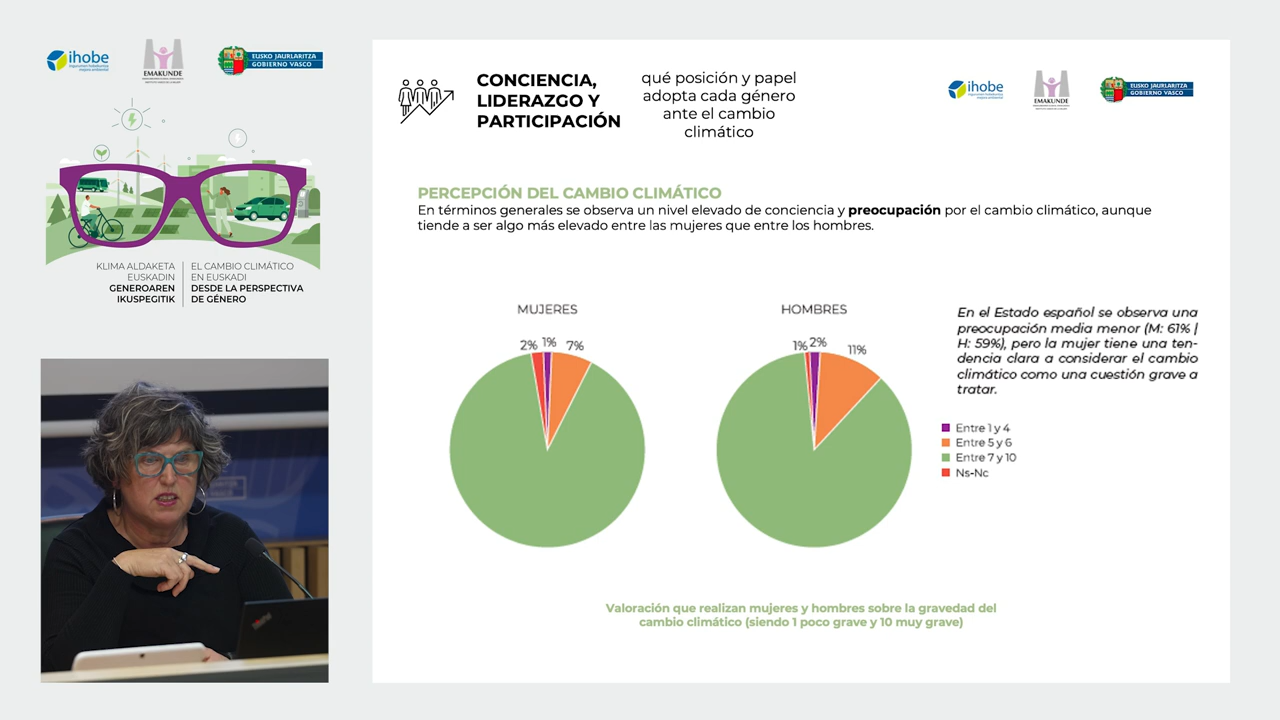 ihobe
EMAKUNDE
EUSKO JAURLARITZA
GOBIERNO VASCO
KLIMA ALDAKETA
EUSKADIN
GENEROAREN
IKUSPEGITIK
EL CAMBIO CLIMÁTICO
EN EUSKADI
DESDE LA PERSPECTIVA
DE GÉNERO
CONCIENCIA,
LIDERAZGO Y
PARTICIPACIÓN
qué posición y papel
adopta cada género
ante el cambio
climático
ihobe
EMAKUNDE
EUSKO JAURLARITZA
GOBIERNO VASCO
PERCEPCIÓN DEL CAMBIO CLIMÁTICO
En términos generales se observa un nivel elevado de conciencia y preocupación por el cambio climático, aunque
tiende a ser algo más elevado entre las mujeres que entre los hombres.
MUJERES
2% 1% 7%
HOMBRES
1% 2% 11%
En el Estado español se observa una
preocupación media menor (M: 61% |
H: 59%), pero la mujer tiene una ten-
dencia clara a considerar el cambio
climático como una cuestión grave a
tratar.
Entre 1 y 4
Entre 5 y 6
Entre 7 y 10
Ns-Nc
Valoración que realizan mujeres y hombres sobre la gravedad del
cambio climático (siendo 1 poco grave y 10 muy grave)